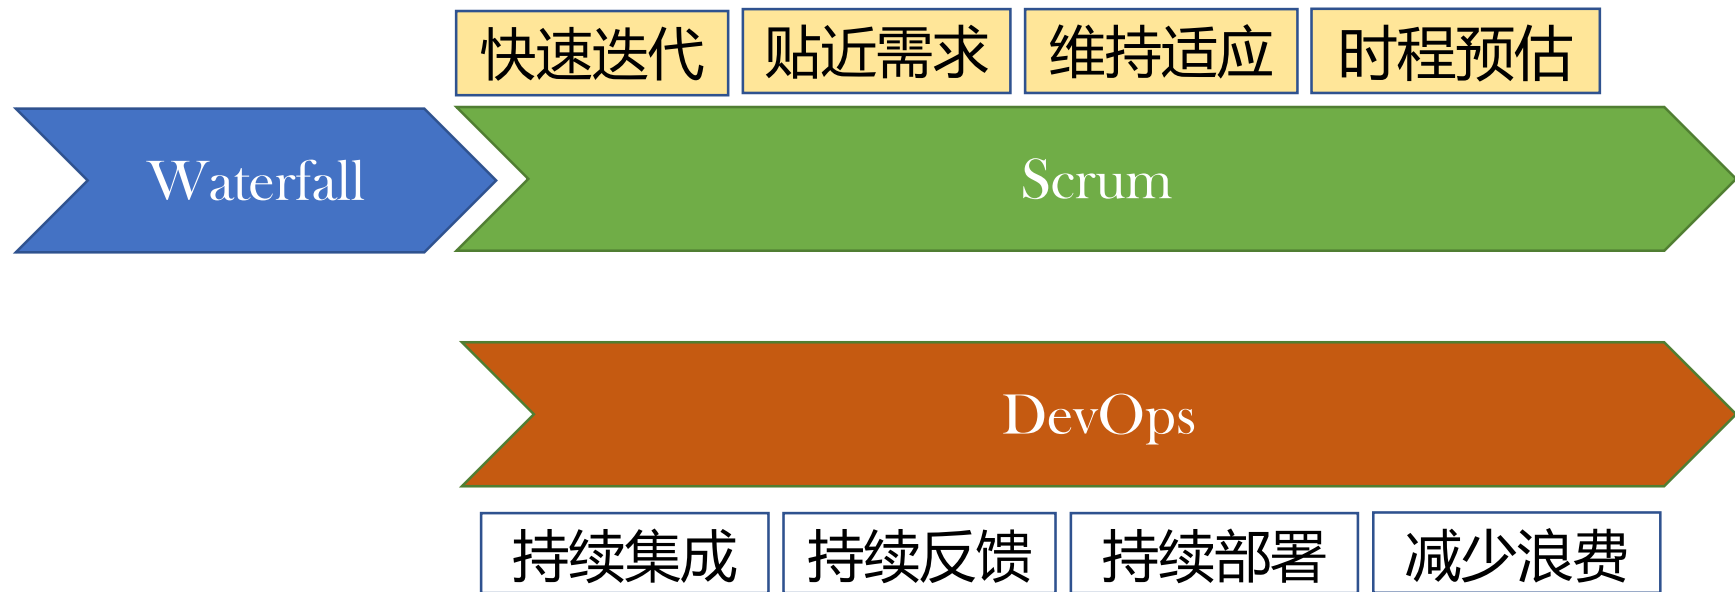 快速迭代 贴近需求 维持适应 时程预估
Waterfall Scrum
DevOps
持续集成 持续反馈 持续部署 减少浪费